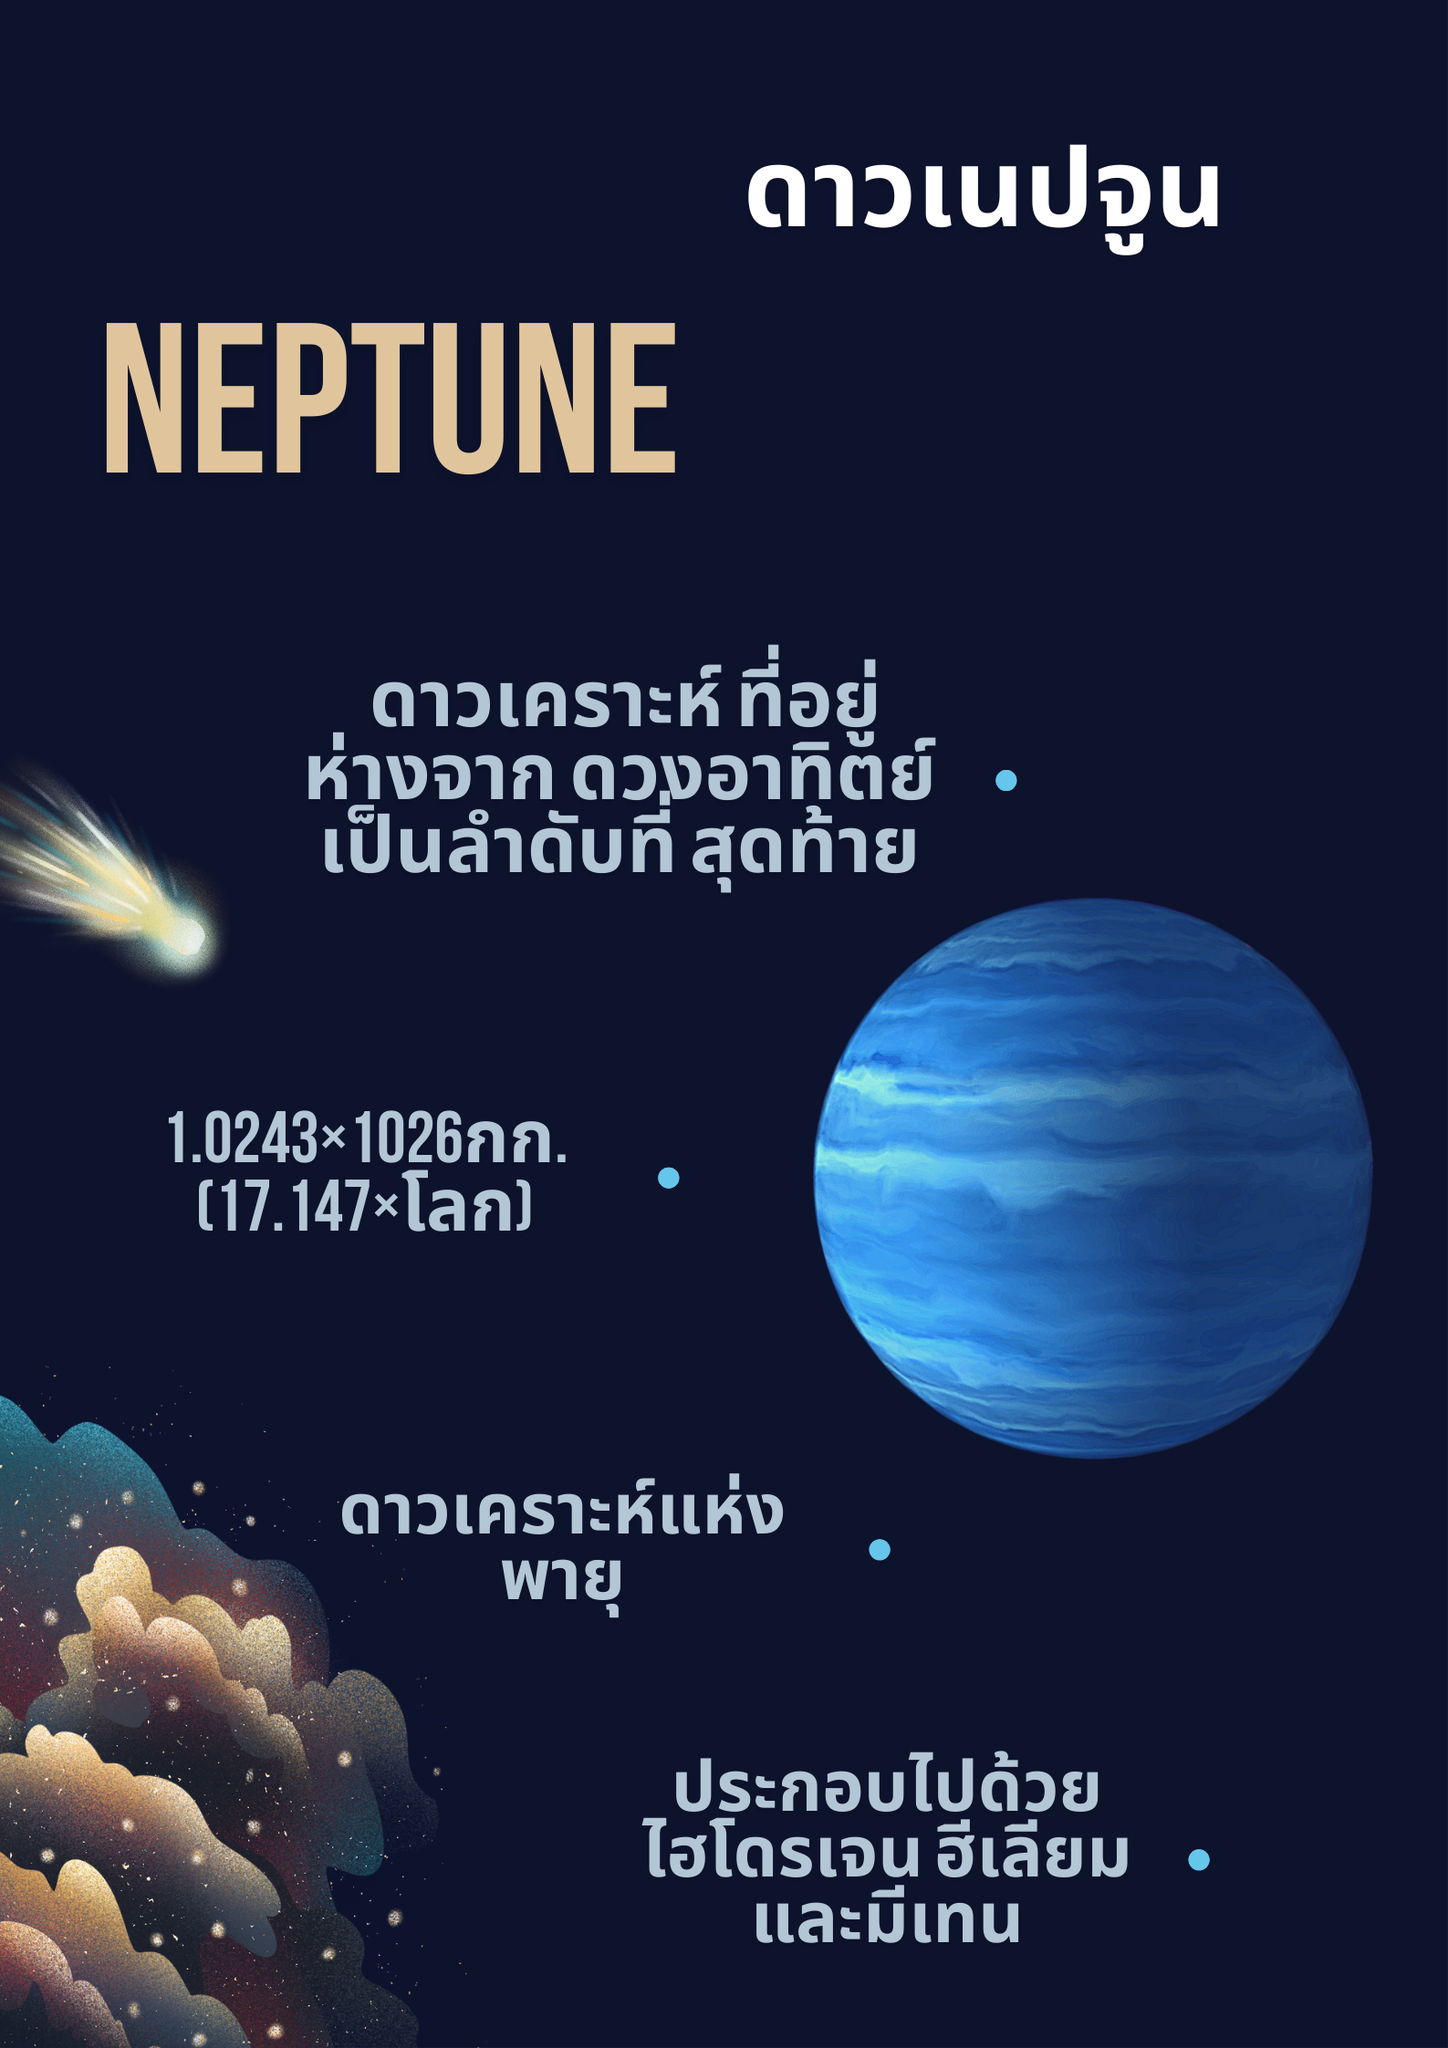 ดาวเนปจูน
NEPTUNE
ดาวเคราะห์ ที่อยู่
ห่างจาก ดวงอาทิตย์
เป็นลำดับที่ สุดท้าย
1.0243×1026กก.
(17.147×โลก)
ดาวเคราะห์แห่ง
พายุ
ประกอบไปด้วย
ไฮโดรเจน ฮีเลียม
และมีเทน